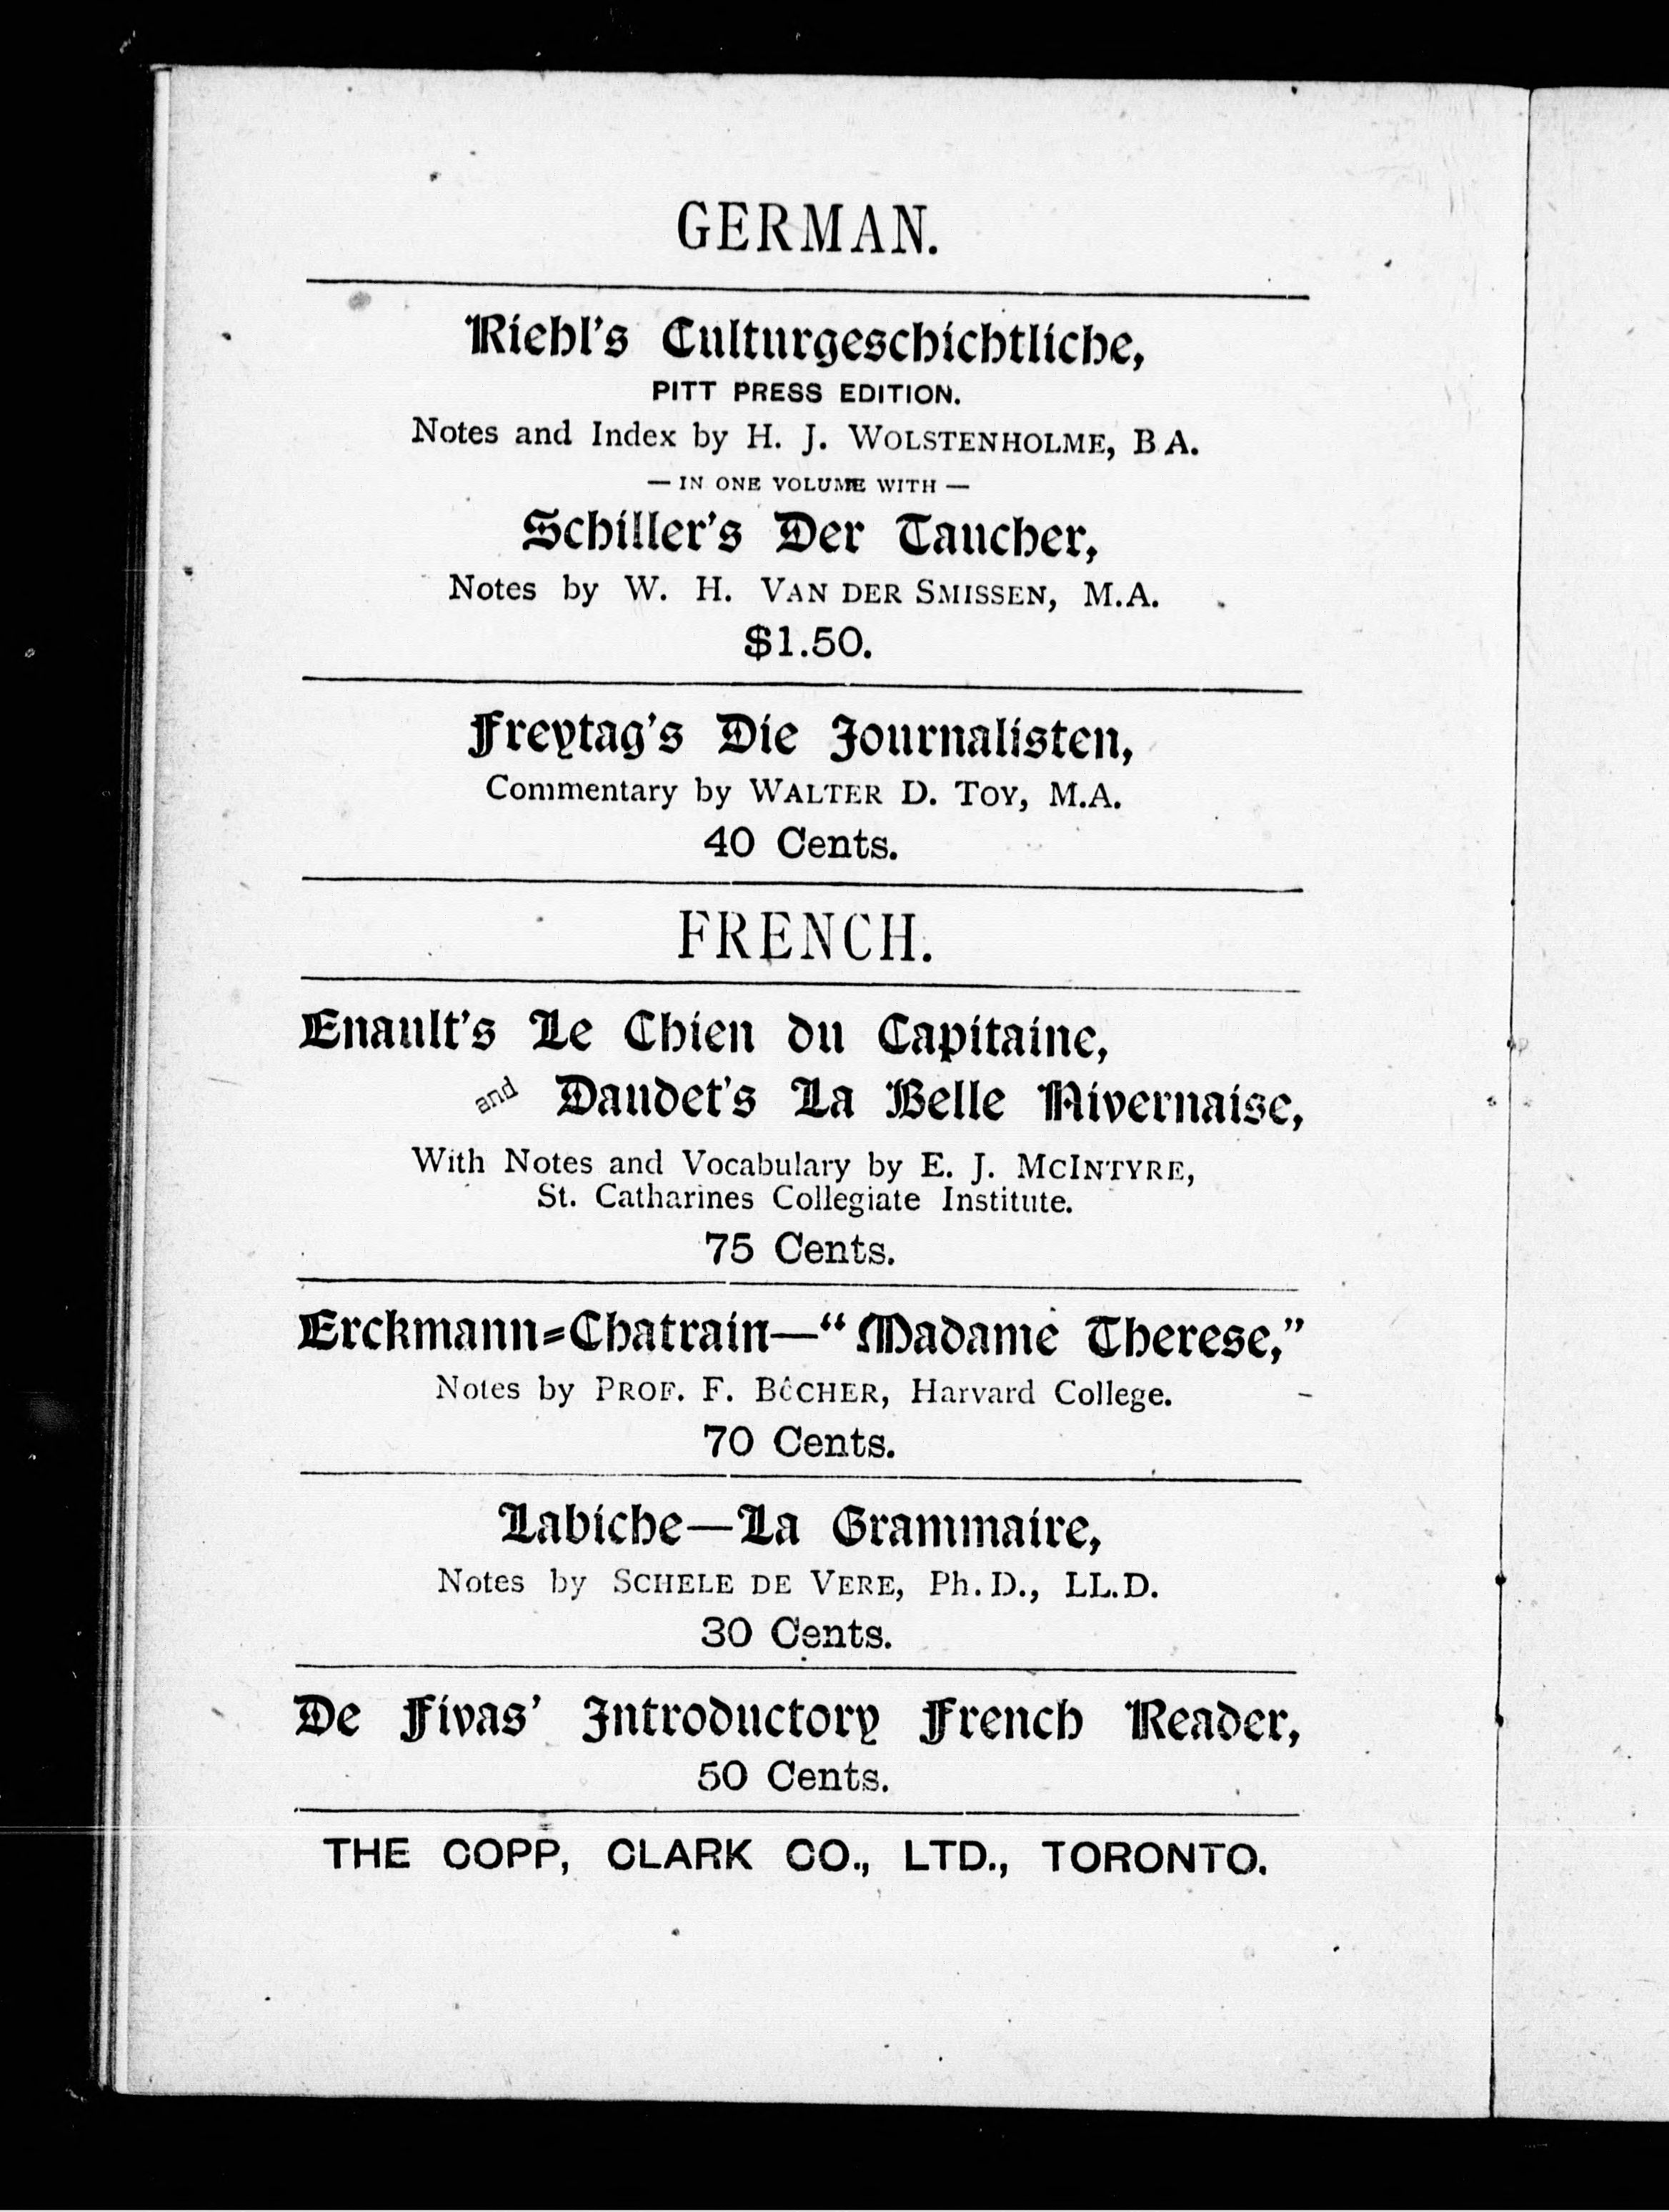 GERMAN.
Riehl's Culturgeschichtliche,
PITT PRESS EDITION.
Notes and Index by H. J. WOLSTENHOLME, B A.
— IN ONE VOLUME WITH —
Schiller's Der Taucher,
Notes by W. H. VAN DER SMISSEN, M.A.
$1.50.
Freytag's Die Journalisten,
Commentary by WALTER D. TOY, M.A.
40 Cents.
FRENCH.
Enault's Le Chien du Capitaine,
and Daudet's La Belle Nivernaise,
With Notes and Vocabulary by E. J. MCINTYRE,
St. Catharines Collegiate Institute.
75 Cents.
Erckmann=Chatrain—“Madame Therese,”
Notes by PROF. F. BôCHER, Harvard College.
70 Cents.
Labiche—La Grammaire,
Notes by SCHELE DE VERE, Ph.D., LL.D.
30 Cents.
De Fivas' Introductory French Reader,
50 Cents.
THE COPP, CLARK CO., LTD., TORONTO.